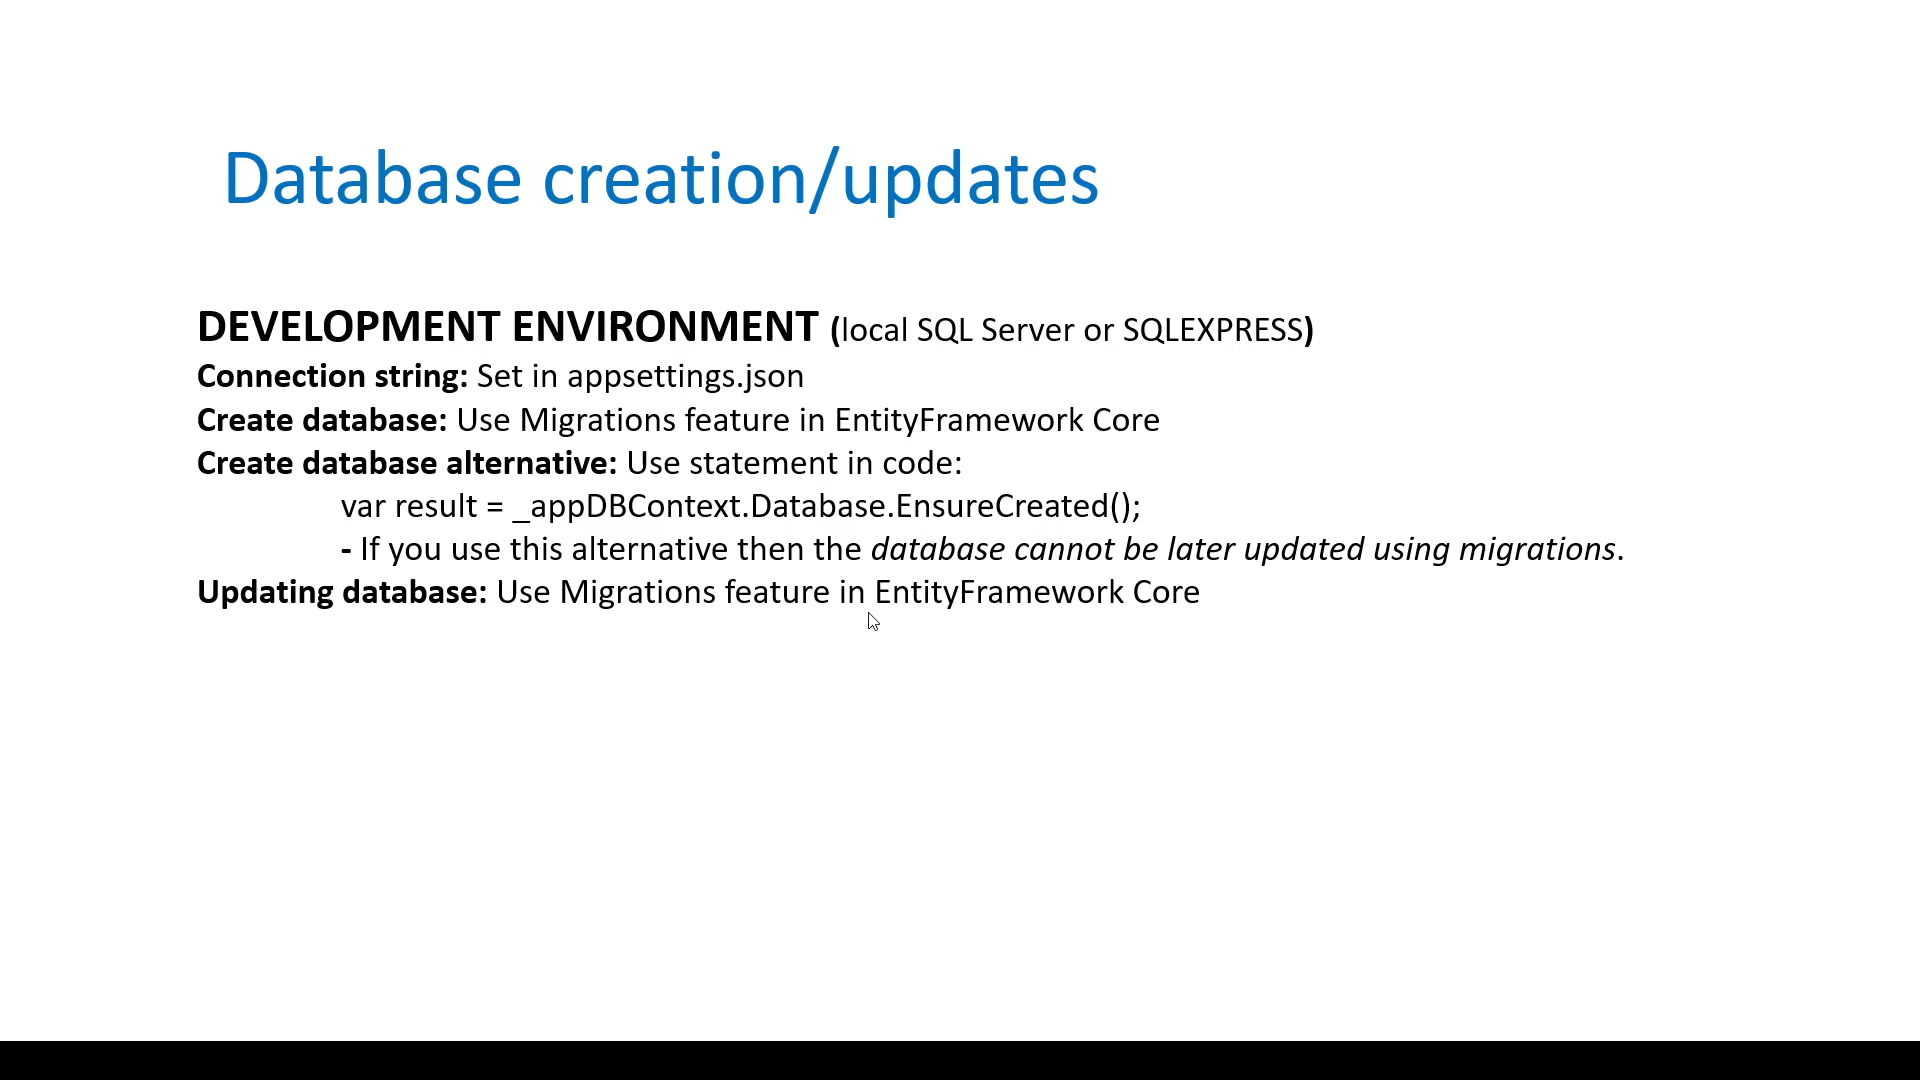 Database creation/updates
DEVELOPMENT ENVIRONMENT (local SQL Server or SQLEXPRESS)
Connection string: Set in appsettings.json
Create database: Use Migrations feature in EntityFramework Core
Create database alternative: Use statement in code:
var result = _appDBContext.Database.EnsureCreated();
- If you use this alternative then the database cannot be later updated using migrations.
Updating database: Use Migrations feature in EntityFramework Core